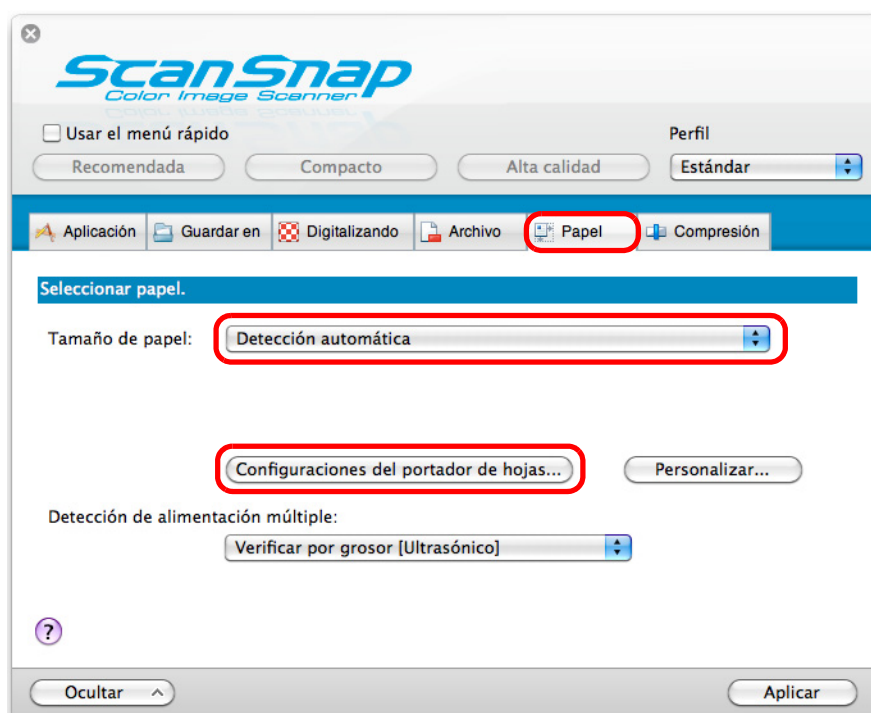 ScanSnap
Color Image Scanner
Usar el menú rápido
Perfil
Recomendada
Compacto
Alta calidad
Estándar
Aplicación
Guardar en
Digitalizando
Archivo
Papel
Compresión
Seleccionar papel.
Tamaño de papel:
Detección automática
Configuraciones del portador de hojas...
Personalizar...
Detección de alimentación múltiple:
Verificar por grosor [Ultrasónico]
?
Ocultar
Aplicar